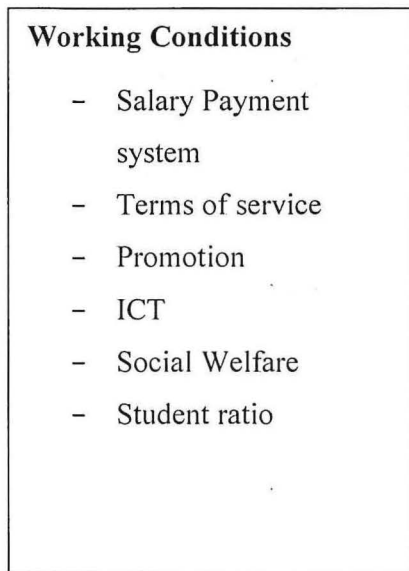 Working Conditions
- Salary Payment
system
- Terms of service
- Promotion
- ICT
- Social Welfare
- Student ratio